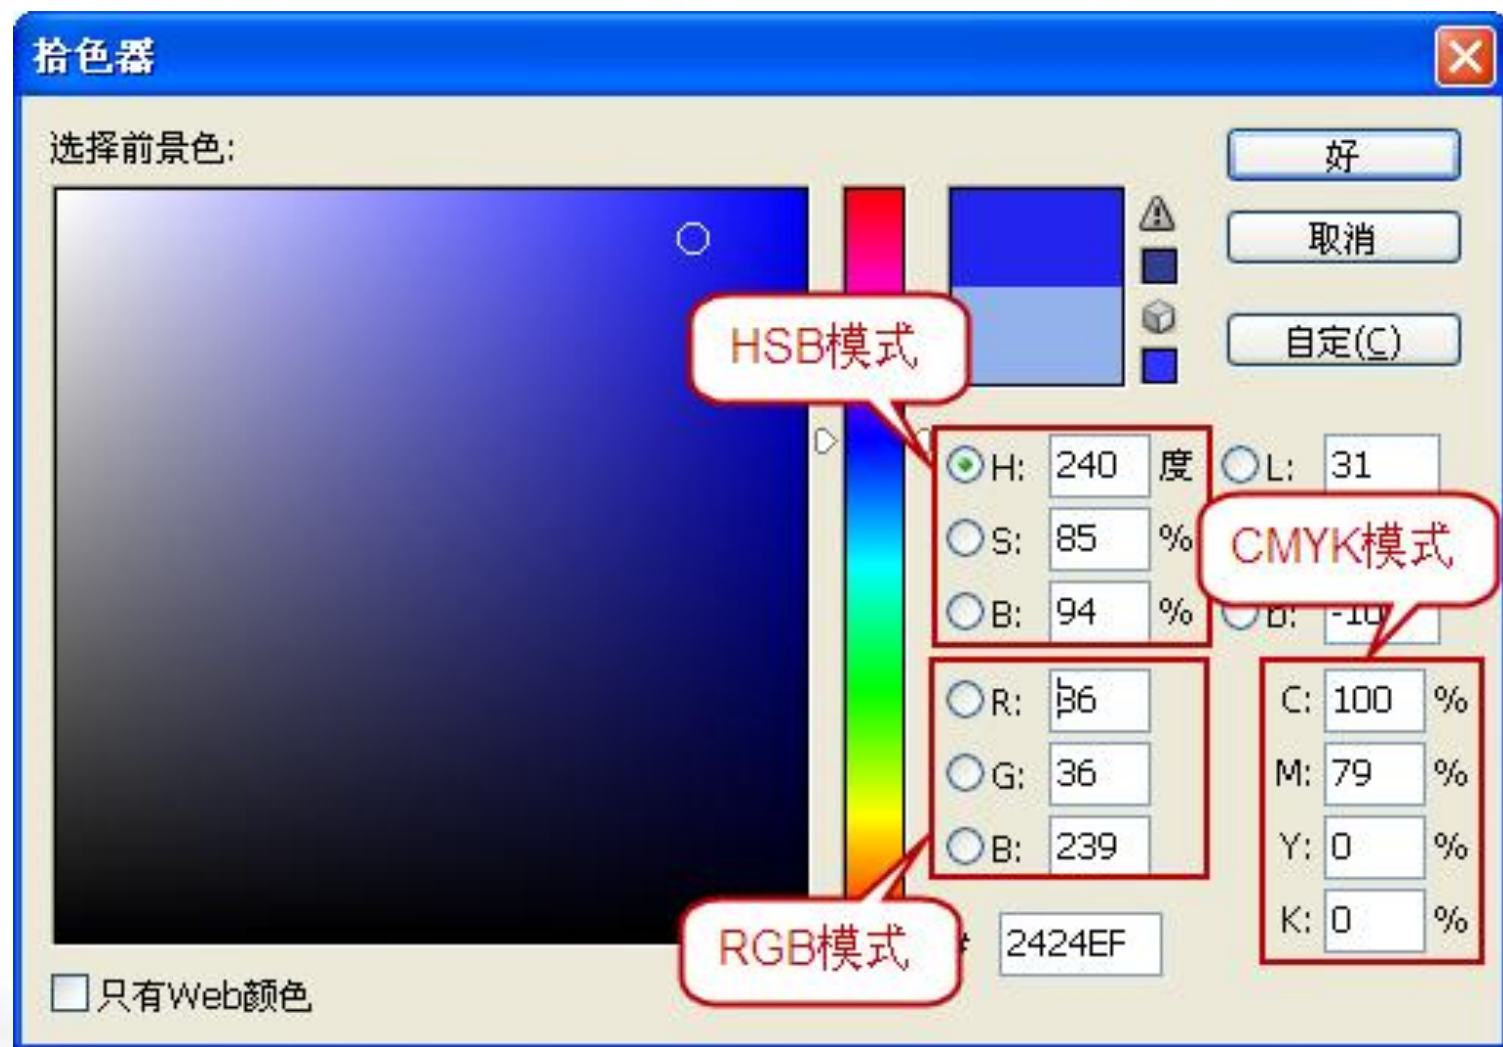 拾色器
选择前景色:
好
取消
自定(C)
HSB模式
H: 240 度
S: 85 %
B: 94 %
L: 31
CMYK模式
R: 36
G: 36
B: 239
C: 100 %
M: 79 %
Y: 0 %
K: 0 %
RGB模式
2424EF
只有Web颜色